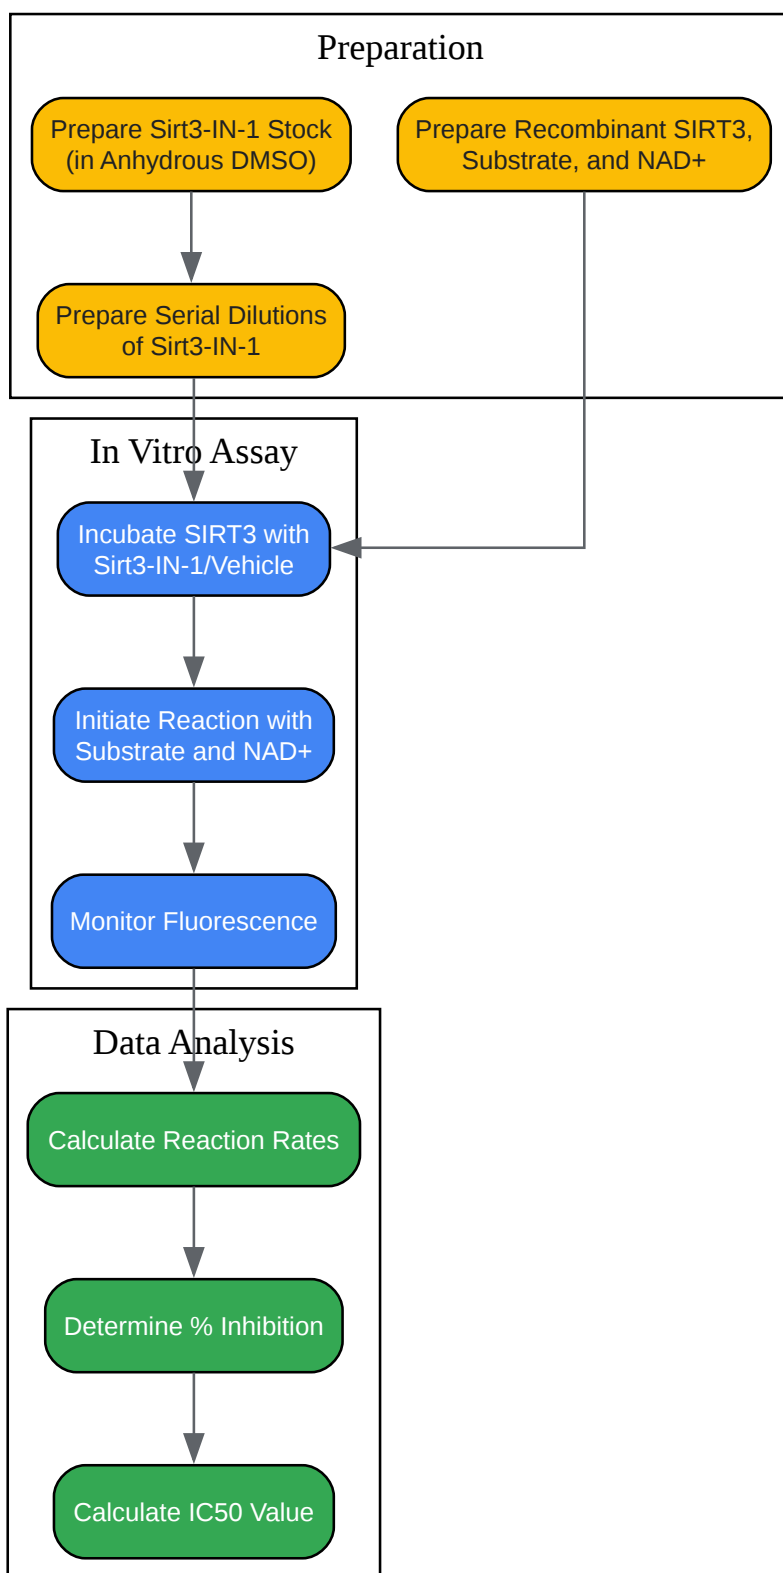 Preparation
Prepare Sirt3-IN-1 Stock
(in Anhydrous DMSO)
Prepare Recombinant SIRT3,
Substrate, and NAD+
Prepare Serial Dilutions
of Sirt3-IN-1
In Vitro Assay
Incubate SIRT3 with
Sirt3-IN-1/Vehicle
Initiate Reaction with
Substrate and NAD+
Monitor Fluorescence
Data Analysis
Calculate Reaction Rates
Determine % Inhibition
Calculate IC50 Value